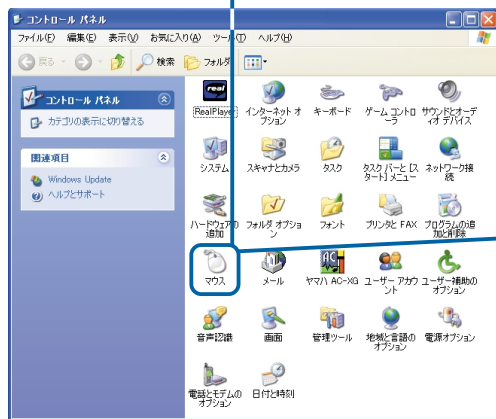 コントロール パネル
ファイル(F) 編集(E) 表示(V) お気に入り(A) ツール(T) ヘルプ(H)
戻る 検索 フォルダ
コントロール パネル
カテゴリの表示に切り替える
関連項目
Windows Update
ヘルプとサポート
real
RealPlayer
インターネット オ
プション
キーボード
ゲーム コントロ
ーラ
サウンドとオーデ
ィオ デバイス
システム
スキャナとカメラ
タスク
タスク バーと [ス
タート] メニュー
ネットワーク接
続
ハードウェアの
追加
フォルダ オプショ
ン
フォント
プリンタと FAX
プログラムの追
加と削除
マウス
メール
AC
ヤマハ AC-XG
ユーザー アカウ
ント
ユーザー補助の
オプション
音声認識
画面
管理ツール
地域と言語の
オプション
電源オプション
電話とモデムの
オプション
日付と時刻